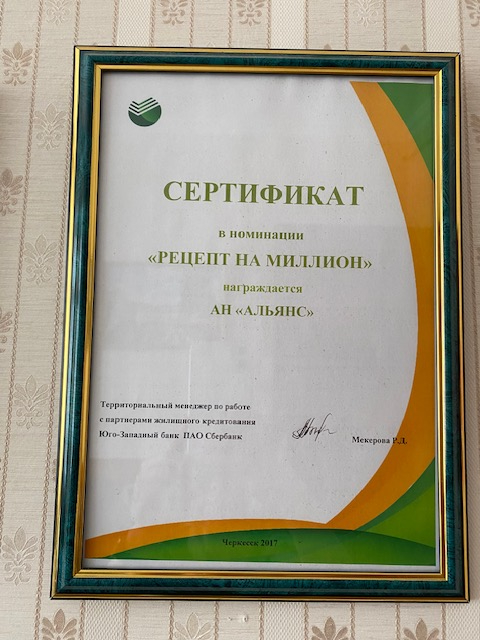 СЕРТИФИКАТ
в номинации
«РЕЦЕПТ НА МИЛЛИОН»
награждается
АН «АЛЬЯНС»
Территориальный менеджер по работе
с партнерами жилищного кредитования
Юго-Западный банк ПАО Сбербанк
Мекерова Р.Д.
Черкесск 2017